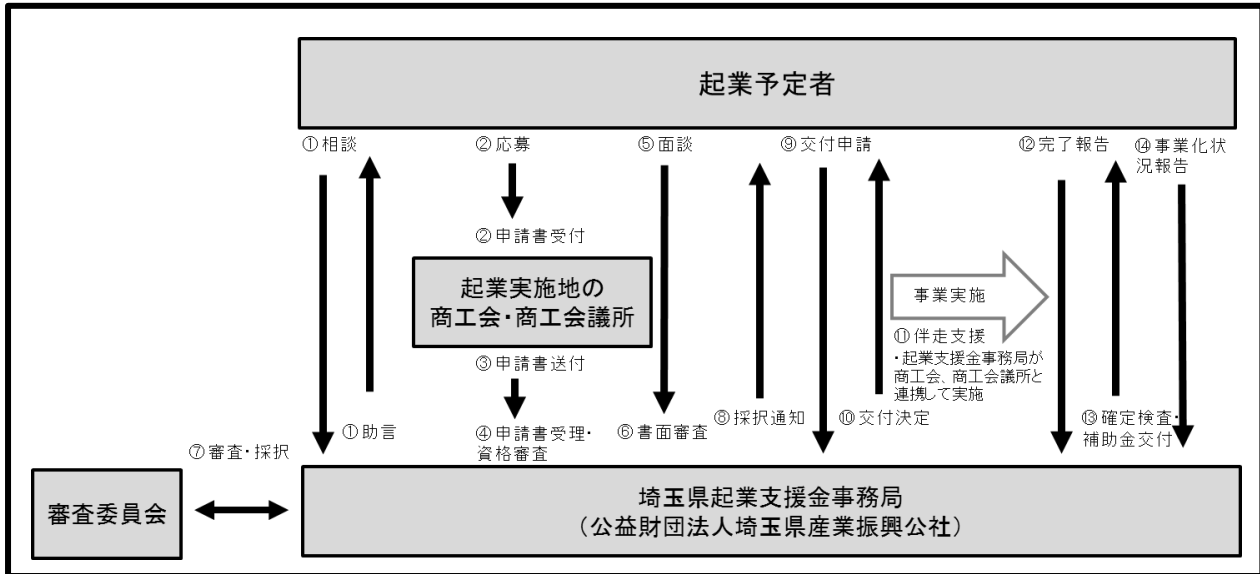 起業予定者
①相談
②応募
⑤面談
⑨交付申請
⑫完了報告
⑭事業化状
況報告
②申請書受付
起業実施地の
商工会・商工会議所
事業実施
⑪伴走支援
・起業支援金事務局が
商工会、商工会議所と
連携して実施
③申請書送付
①助言
④申請書受理・
資格審査
⑥書面審査
⑧採択通知
⑩交付決定
⑬確定検査・
補助金交付
⑦審査・採択
審査委員会
埼玉県起業支援金事務局
（公益財団法人埼玉県産業振興公社）